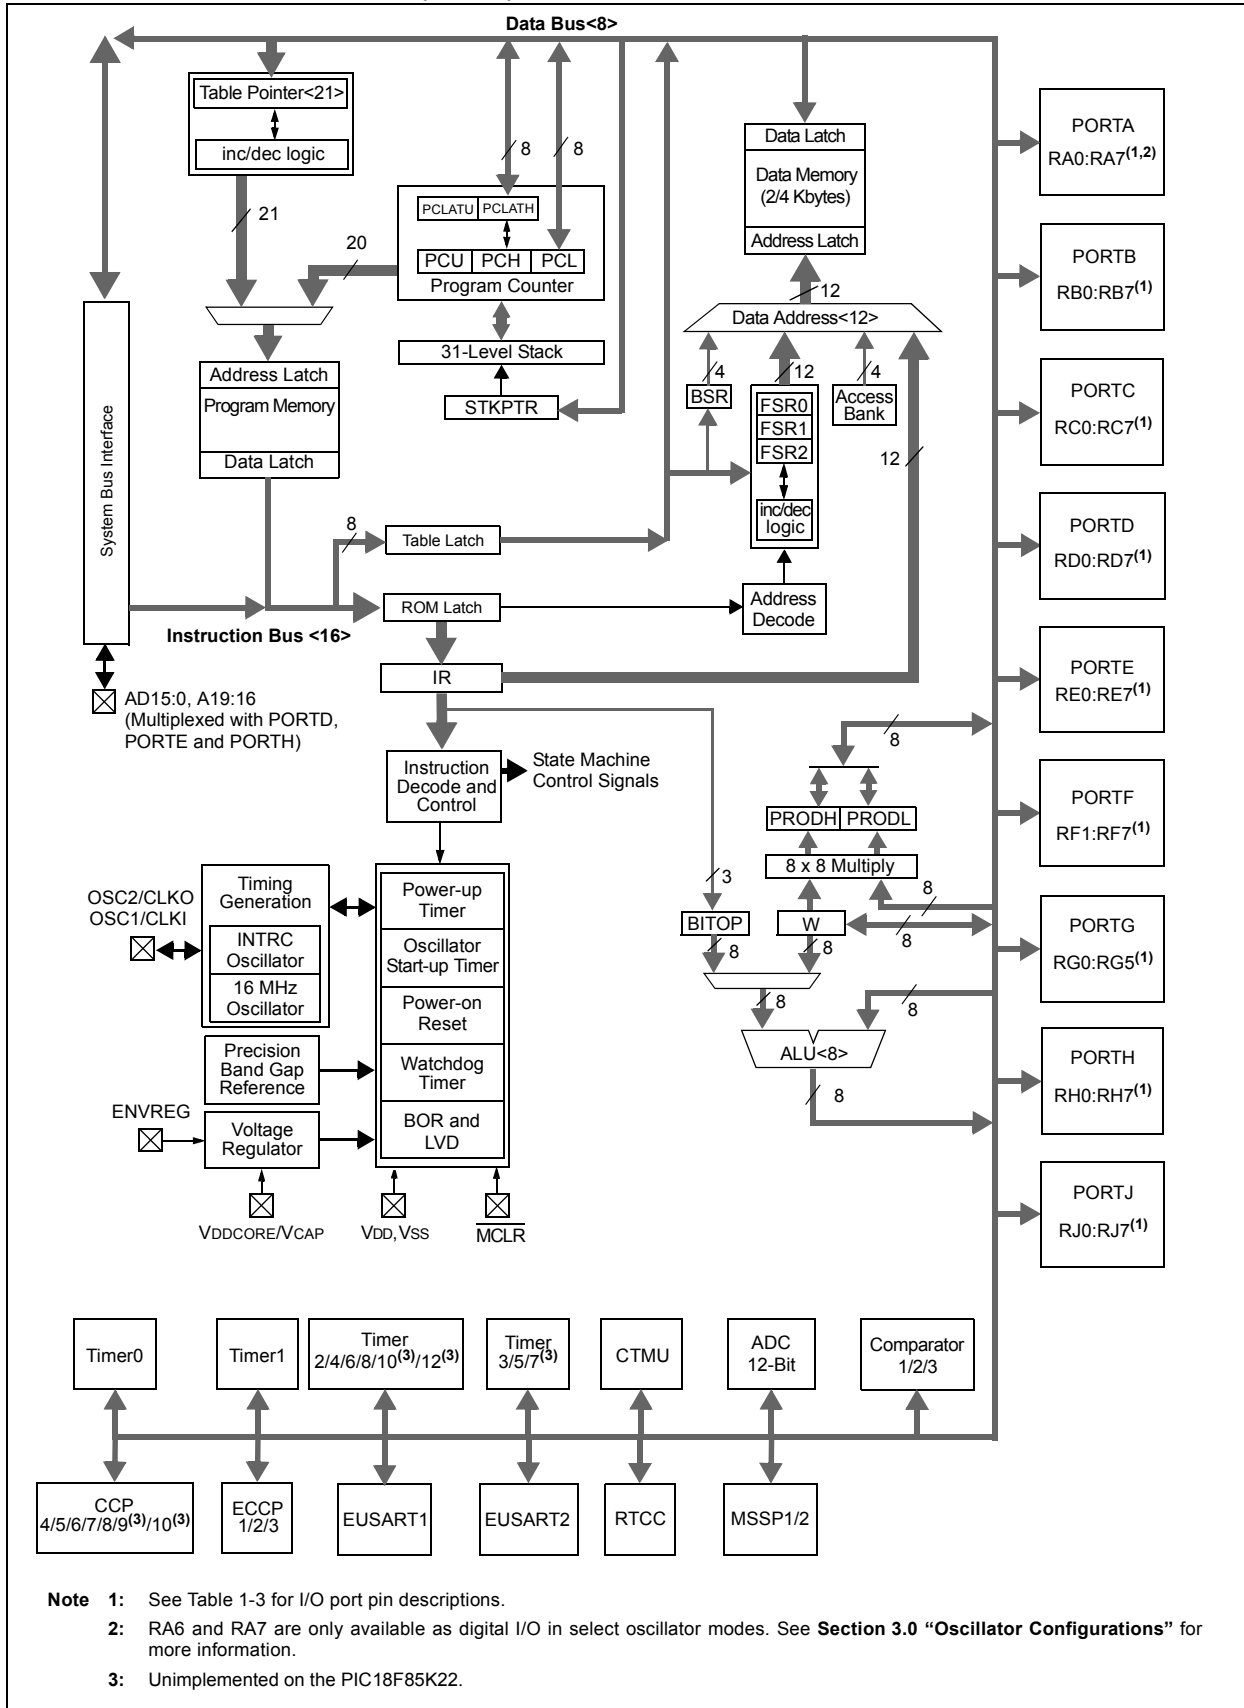 Data Bus<8>
Table Pointer<21>
inc/dec logic
21
8
8
PCLATU PCLATH
PCU PCH PCL
Program Counter
20
31-Level Stack
STKPTR
Address Latch
Program Memory
Data Latch
System Bus Interface
8
Table Latch
ROM Latch
Instruction Bus <16>
IR
AD15:0, A19:16
(Multiplexed with PORTD,
PORTE and PORTH)
Data Latch
Data Memory
(2/4 Kbytes)
Address Latch
12
Data Address<12>
4
12
4
BSR
FSR0
FSR1
FSR2
inc/dec
logic
Access
Bank
12
Address
Decode
Instruction
Decode and
Control
State Machine
Control Signals
8
PRODH PRODL
8 x 8 Multiply
3
8
BITOP
W
8
8
8
8
8
ALU<8>
8
OSC2/CLKO
OSC1/CLKI
Timing
Generation
INTRC
Oscillator
16 MHz
Oscillator
Power-up
Timer
Oscillator
Start-up Timer
Power-on
Reset
Watchdog
Timer
BOR and
LVD
Precision
Band Gap
Reference
ENVREG
Voltage
Regulator
VDDCORE/VCAP
VDD, VSS
MCLR
PORTA
RA0:RA7(1,2)
PORTB
RB0:RB7(1)
PORTC
RC0:RC7(1)
PORTD
RD0:RD7(1)
PORTE
RE0:RE7(1)
PORTF
RF1:RF7(1)
PORTG
RG0:RG5(1)
PORTH
RH0:RH7(1)
PORTJ
RJ0:RJ7(1)
Timer0
Timer1
Timer
2/4/6/8/10(3)/12(3)
Timer
3/5/7(3)
CTMU
ADC
12-Bit
Comparator
1/2/3
CCP
4/5/6/7/8/9(3)/10(3)
ECCP
1/2/3
EUSART1
EUSART2
RTCC
MSSP1/2
Note 1: See Table 1-3 for I/O port pin descriptions.
2: RA6 and RA7 are only available as digital I/O in select oscillator modes. See Section 3.0 “Oscillator Configurations” for
more information.
3: Unimplemented on the PIC18F85K22.